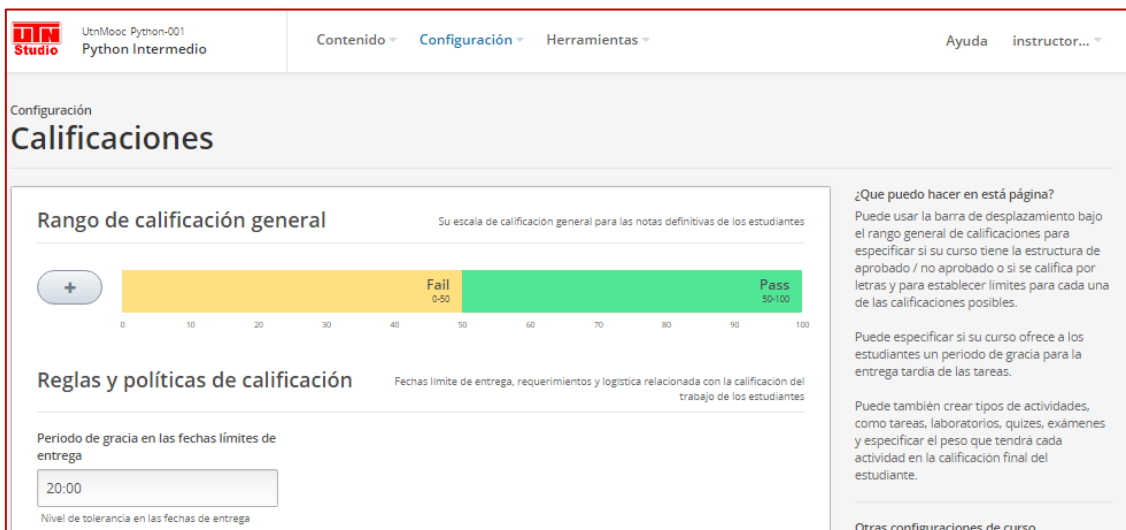 UTN
Studio
UtnMooc Python-001
Python Intermedio
Contenido
Configuración
Herramientas
Ayuda
instructor...
Configuración
Calificaciones
Rango de calificación general
Su escala de calificación general para las notas definitivas de los estudiantes
+
Fail
0-50
Pass
50-100
0 10 20 30 40 50 60 70 80 90 100
Reglas y políticas de calificación
Fechas límite de entrega, requerimientos y logística relacionada con la calificación del
trabajo de los estudiantes
Periodo de gracia en las fechas límites de
entrega
20:00
Nivel de tolerancia en las fechas de entrega
¿Que puedo hacer en está página?
Puede usar la barra de desplazamiento bajo
el rango general de calificaciones para
especificar si su curso tiene la estructura de
aprobado / no aprobado o si se califica por
letras y para establecer límites para cada una
de las calificaciones posibles.
Puede especificar si su curso ofrece a los
estudiantes un periodo de gracia para la
entrega tardía de las tareas.
Puede también crear tipos de actividades,
como tareas, laboratorios, quizes, exámenes
y especificar el peso que tendrá cada
actividad en la calificación final del
estudiante.
Otras configuraciones de curso